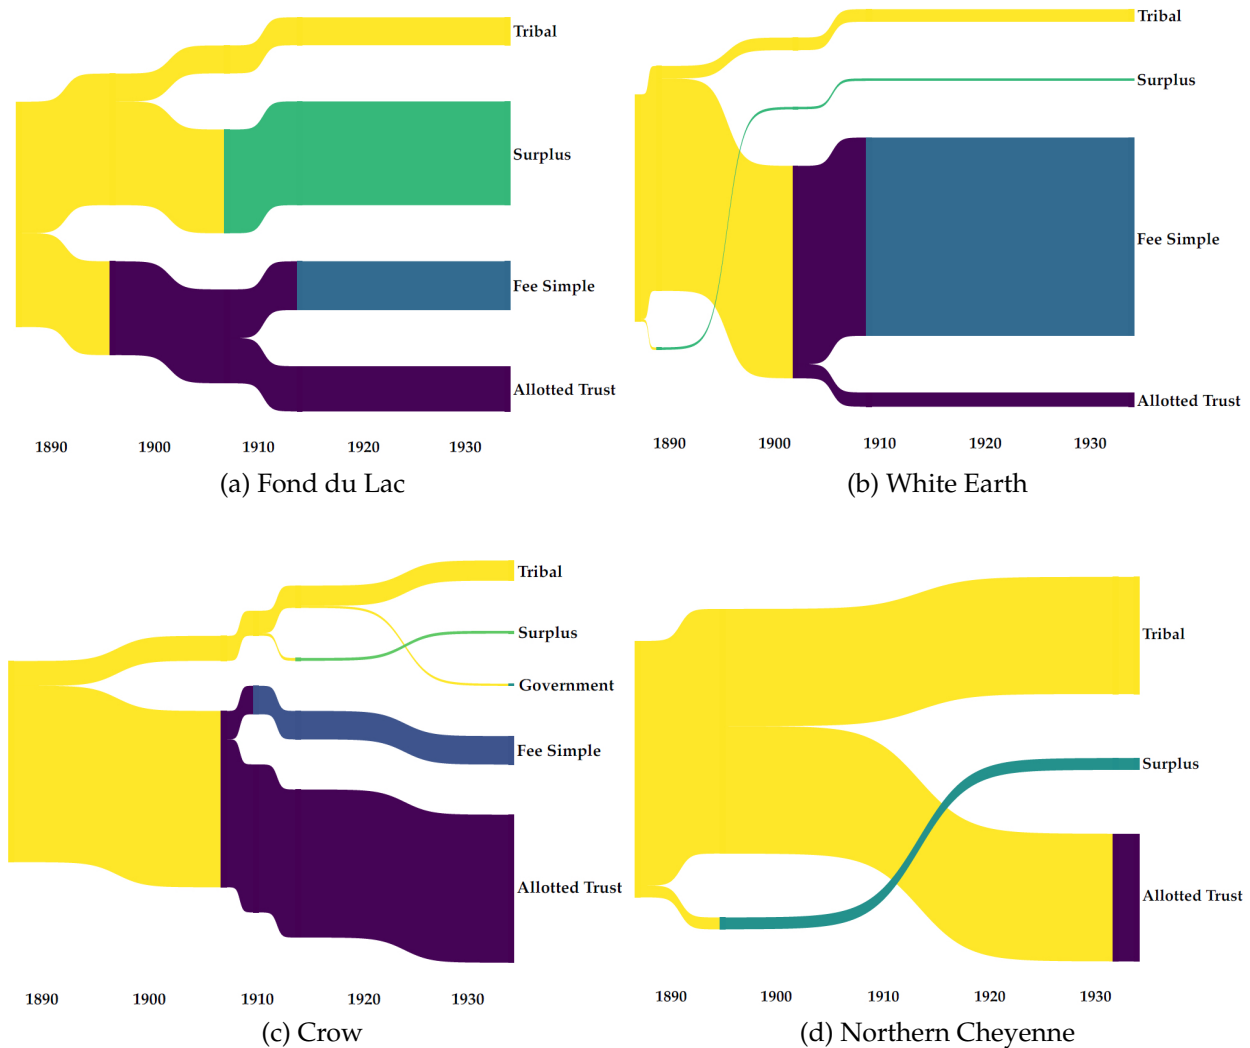 Tribal
Surplus
Fee Simple
Allotted Trust
1890 1900 1910 1920 1930
(a) Fond du Lac
Tribal
Surplus
Fee Simple
Allotted Trust
1890 1900 1910 1920 1930
(b) White Earth
Tribal
Surplus
Government
Fee Simple
Allotted Trust
1890 1900 1910 1920 1930
(c) Crow
Tribal
Surplus
Allotted Trust
1890 1900 1910 1920 1930
(d) Northern Cheyenne